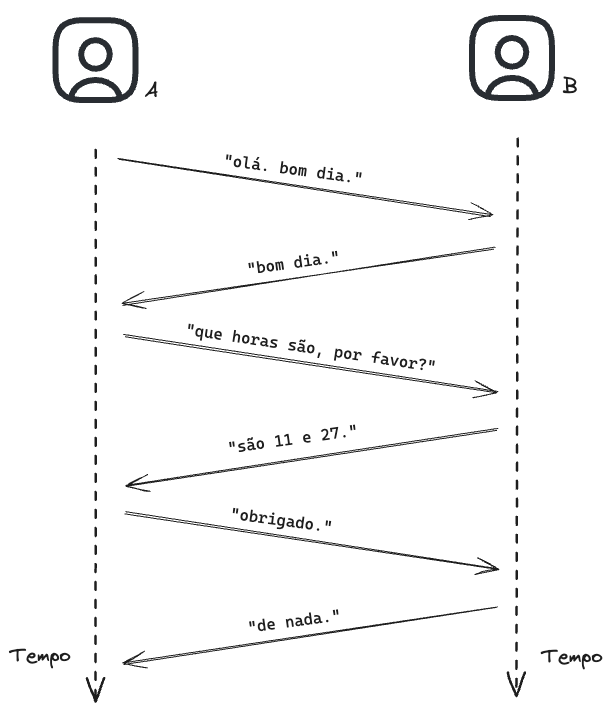 A
B
"olá. bom dia."
"bom dia."
"que horas são, por favor?"
"são 11 e 27."
"obrigado."
"de nada."
Tempo
Tempo